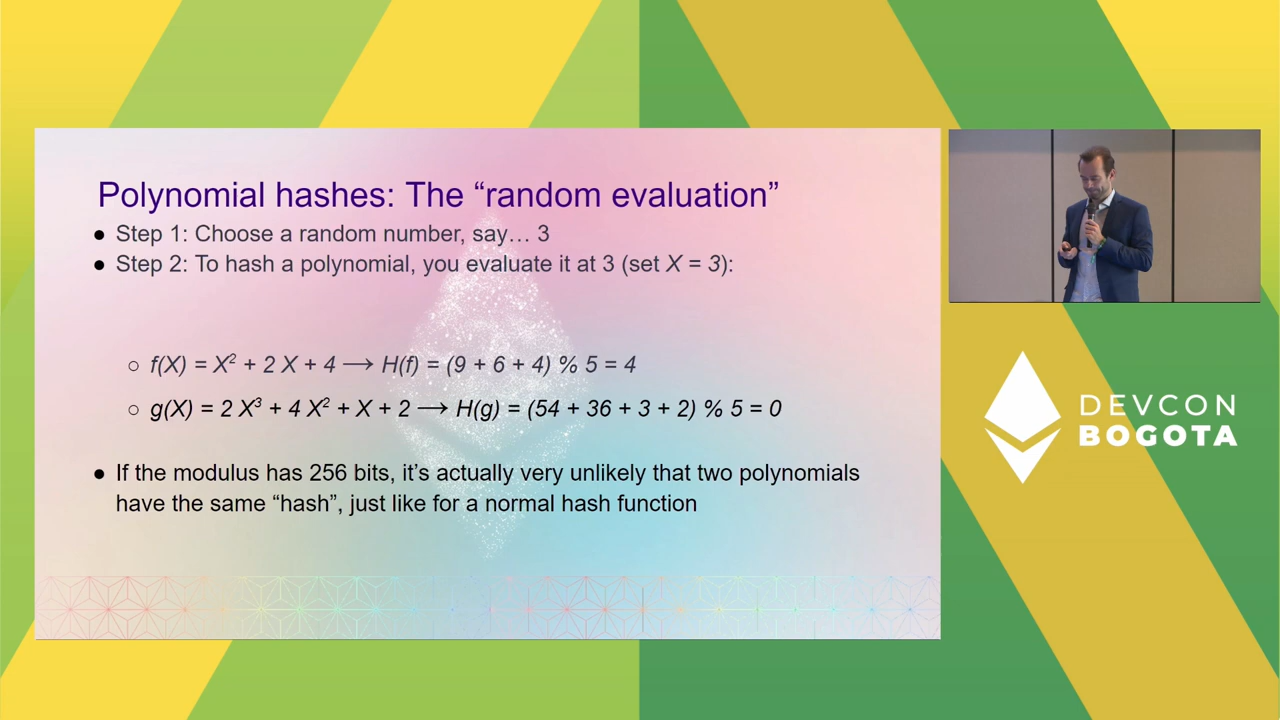 Polynomial hashes: The “random evaluation”
● Step 1: Choose a random number, say… 3
● Step 2: To hash a polynomial, you evaluate it at 3 (set X = 3):
○ f(X) = X² + 2 X + 4 ⟶ H(f) = (9 + 6 + 4) % 5 = 4
○ g(X) = 2 X³ + 4 X² + X + 2 ⟶ H(g) = (54 + 36 + 3 + 2) % 5 = 0
● If the modulus has 256 bits, it’s actually very unlikely that two polynomials
have the same “hash”, just like for a normal hash function
DEVCON
BOGOTA